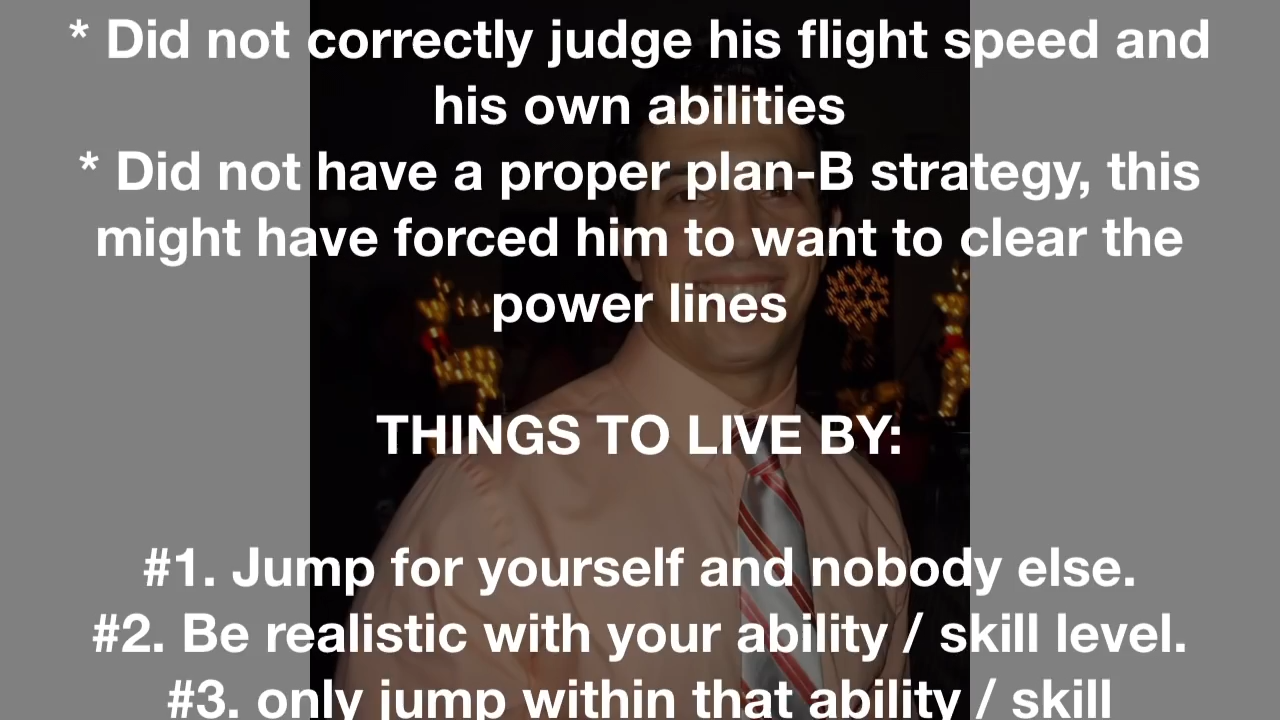 * Did not correctly judge his flight speed and
his own abilities
* Did not have a proper plan-B strategy, this
might have forced him to want to clear the
power lines
THINGS TO LIVE BY:
#1. Jump for yourself and nobody else.
#2. Be realistic with your ability / skill level.
#3. only jump within that ability / skill